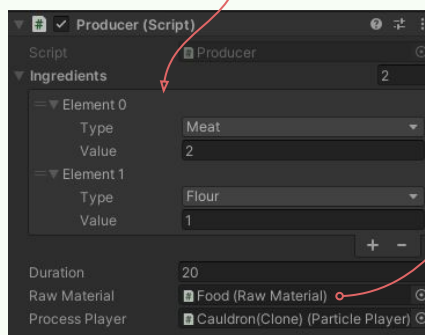 Producer (Script)
Script Producer
Ingredients 2
Element 0
Type Meat
Value 2
Element 1
Type Flour
Value 1
+ -
Duration 20
Raw Material Food (Raw Material)
Process Player Cauldron(Clone) (Particle Player)